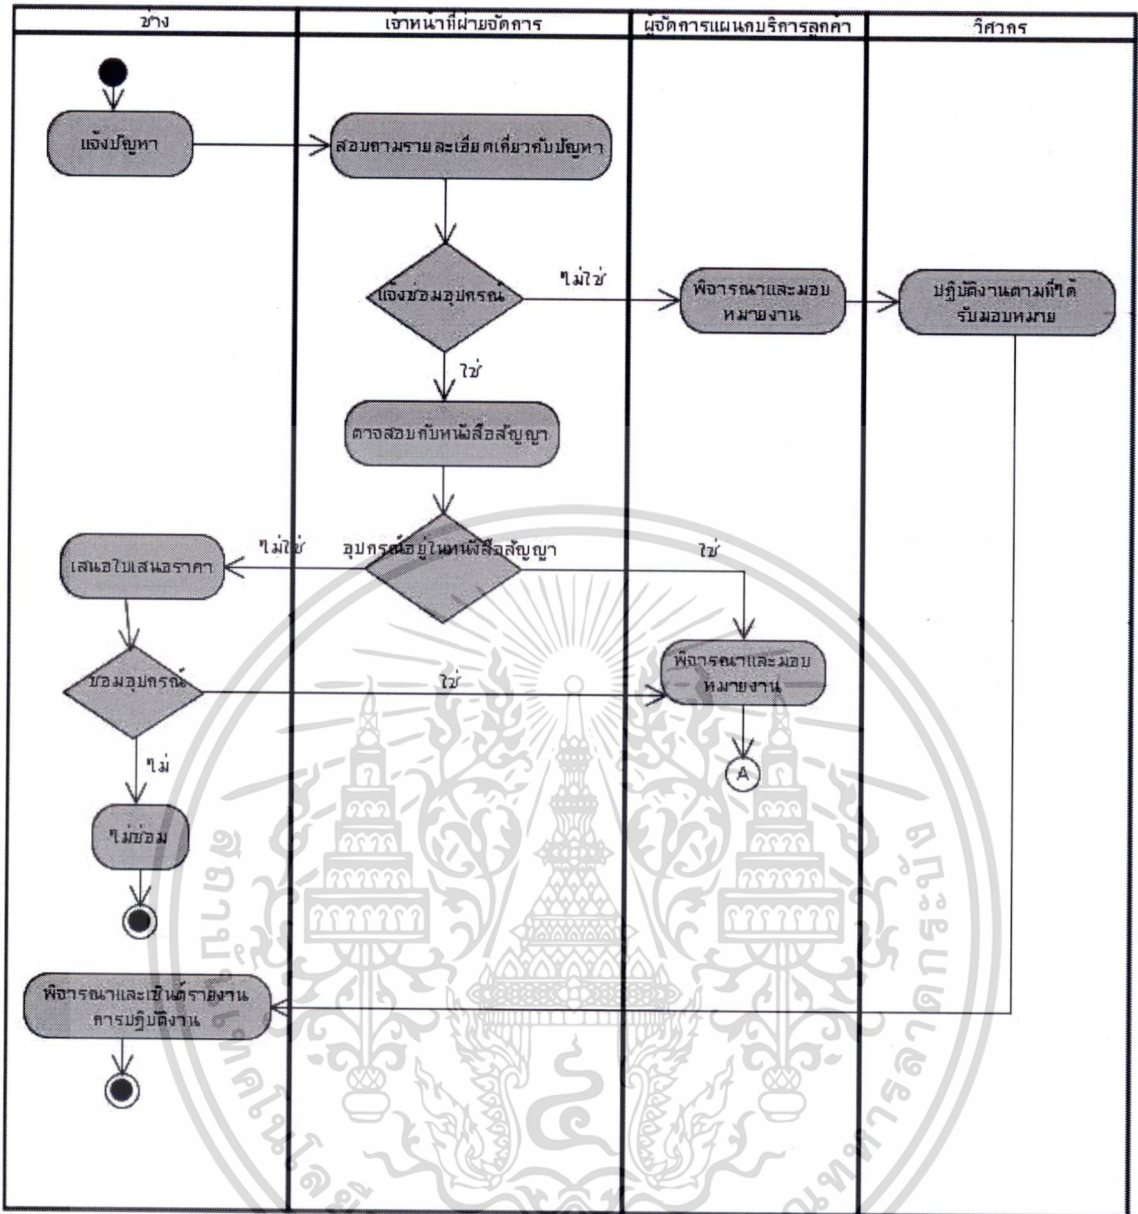 ช่าง
เจ้าหน้าที่ฝ่ายจัดการ
ผู้จัดการแผนกบริการลูกค้า
วิศวกร
แจ้งปัญหา
สอบถามรายละเอียดเกี่ยวกับปัญหา
แจ้งซ่อมอุปกรณ์
ไม่ใช่
พิจารณาและมอบ
หมายงาน
ปฏิบัติงานตามที่ได้
รับมอบหมาย
ใช่
ตาจสอบกับหนังสือสัญญา
เสนอใบเสนอราคา
ไม่ใช่
อุปกรณ์อยู่ในหนังสือสัญญา
ใช่
ซ่อมอุปกรณ์
ใช่
พิจารณาและมอบ
หมายงาน
A
ไม่
ไม่ซ่อม
พิจารณาและเซ็นต์รายงาน
การปฏิบัติงาน